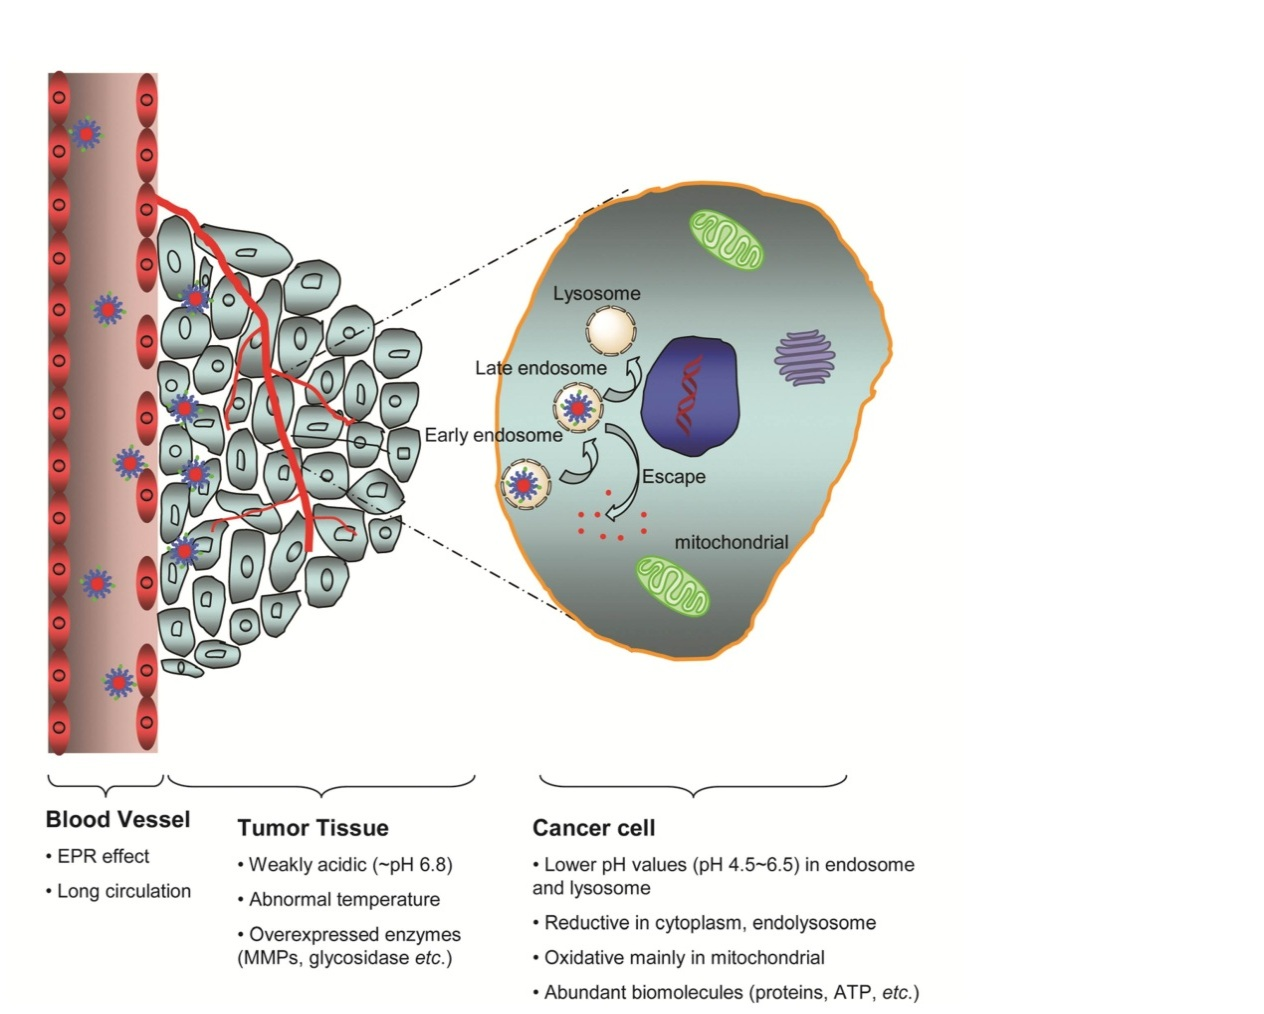 Lysosome
Late endosome
Early endosome
Escape
mitochondrial
Blood Vessel
• EPR effect
• Long circulation
Tumor Tissue
• Weakly acidic (~pH 6.8)
• Abnormal temperature
• Overexpressed enzymes
(MMPs, glycosidase etc.)
Cancer cell
• Lower pH values (pH 4.5~6.5) in endosome
and lysosome
• Reductive in cytoplasm, endolysosome
• Oxidative mainly in mitochondrial
• Abundant biomolecules (proteins, ATP, etc.)